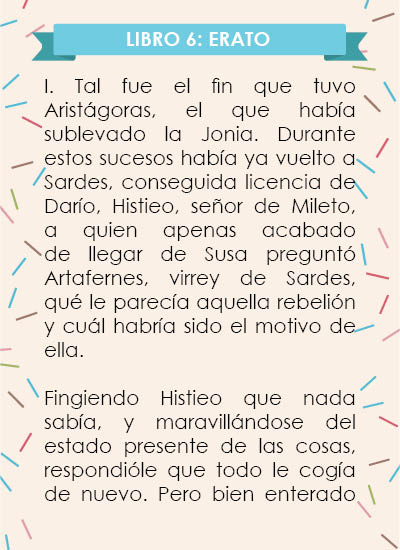 LIBRO 6: ERATO
I. Tal fue el fin que tuvo
Aristágoras, el que había
sublevado la Jonia. Durante
estos sucesos había ya vuelto a
Sardes, conseguida licencia de
Darío, Histieo, señor de Mileto,
a quien apenas acabado
de llegar de Susa preguntó
Artafernes, virrey de Sardes,
qué le parecía aquella rebelión
y cuál habría sido el motivo de
ella.
Fingiendo Histieo que nada
sabía, y maravillándose del
estado presente de las cosas,
respondióle que todo le cogía
de nuevo. Pero bien enterado